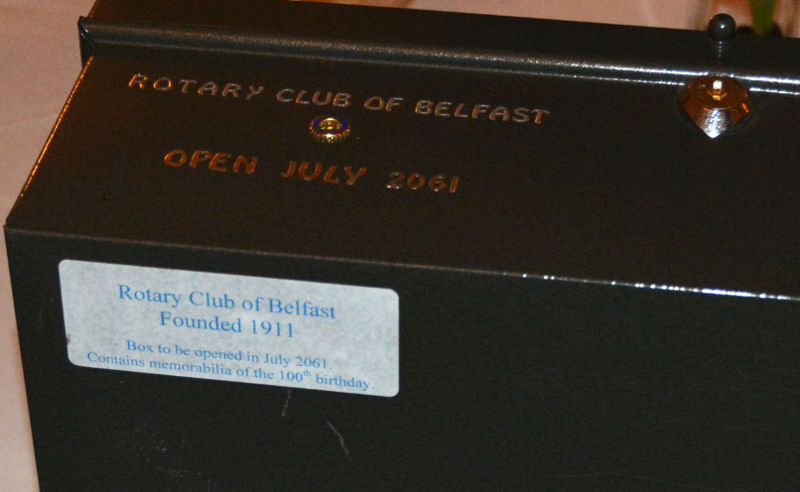 ROTARY CLUB OF BELFAST
OPEN JULY 2061
Rotary Club of Belfast
Founded 1911
Box to be opened in July 2061.
Contains memorabilia of the 100th birthday.